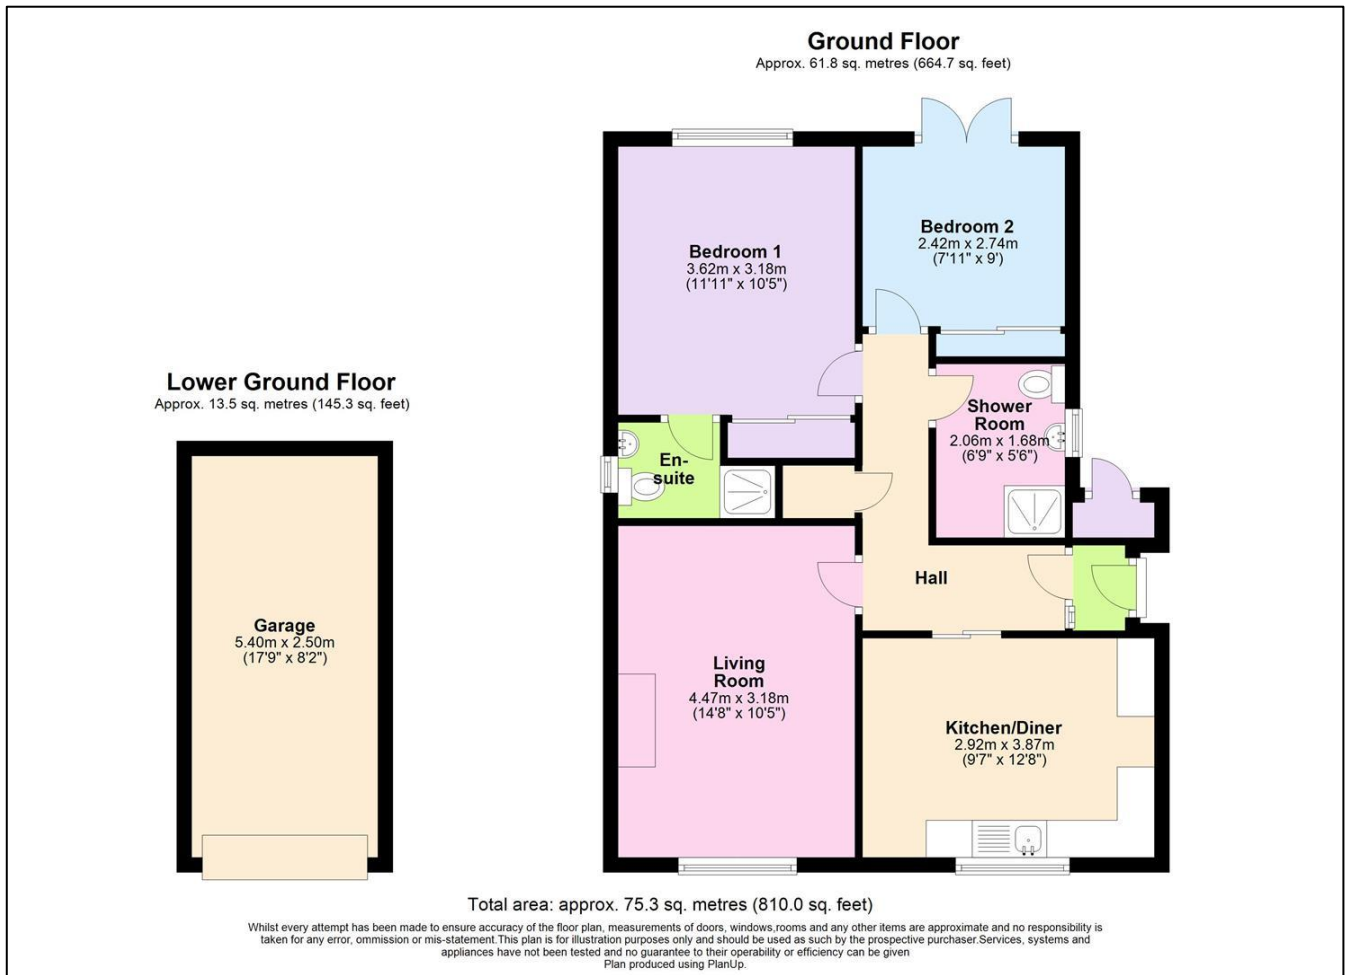 Ground Floor
Approx. 61.8 sq. metres (664.7 sq. feet)
Bedroom 1
3.62m x 3.18m
(11'11" x 10'5")
Bedroom 2
2.42m x 2.74m
(7'11" x 9')
Lower Ground Floor
Approx. 13.5 sq. metres (145.3 sq. feet)
Shower
Room
2.06m x 1.68m
(6'9" x 5'6")
En-
suite
Hall
Garage
5.40m x 2.50m
(17'9" x 8'2")
Living
Room
4.47m x 3.18m
(14'8" x 10'5")
Kitchen/Diner
2.92m x 3.87m
(9'7" x 12'8")
Total area: approx. 75.3 sq. metres (810.0 sq. feet)
Whilst every attempt has been made to ensure accuracy of the floor plan, measurements of doors, windows,rooms and any other items are approximate and no responsibility is
taken for any error, ommission or mis-statement.This plan is for illustration purposes only and should be used as such by the prospective purchaser.Services, systems and
appliances have not been tested and no guarantee to their operability or efficiency can be given
Plan produced using PlanUp.